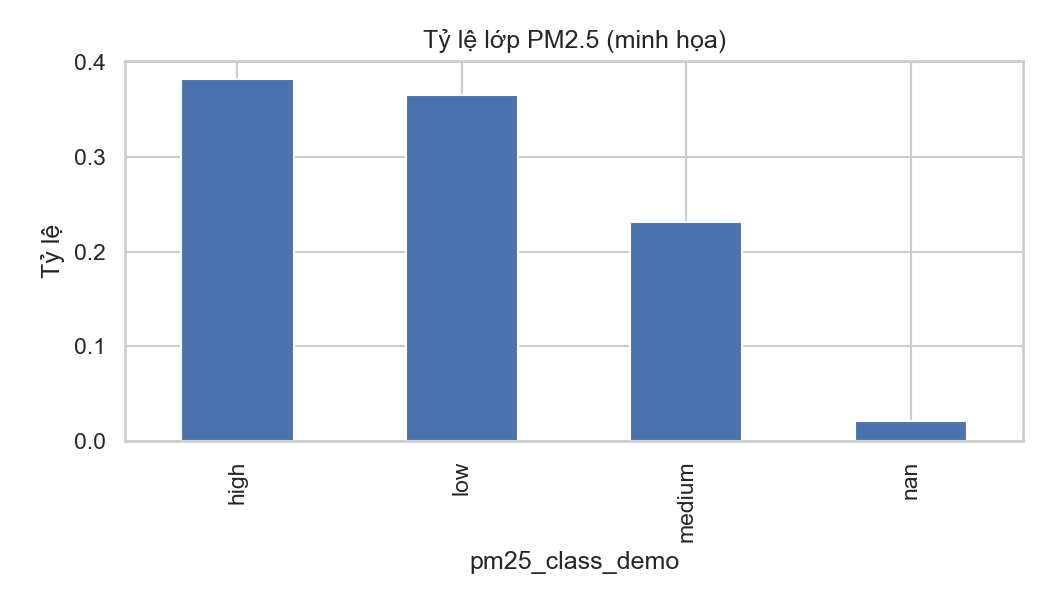 Tỷ lệ lớp PM2.5 (minh họa)
Tỷ lệ
0.4
0.3
0.2
0.1
0.0
high
low
medium
nan
pm25_class_demo